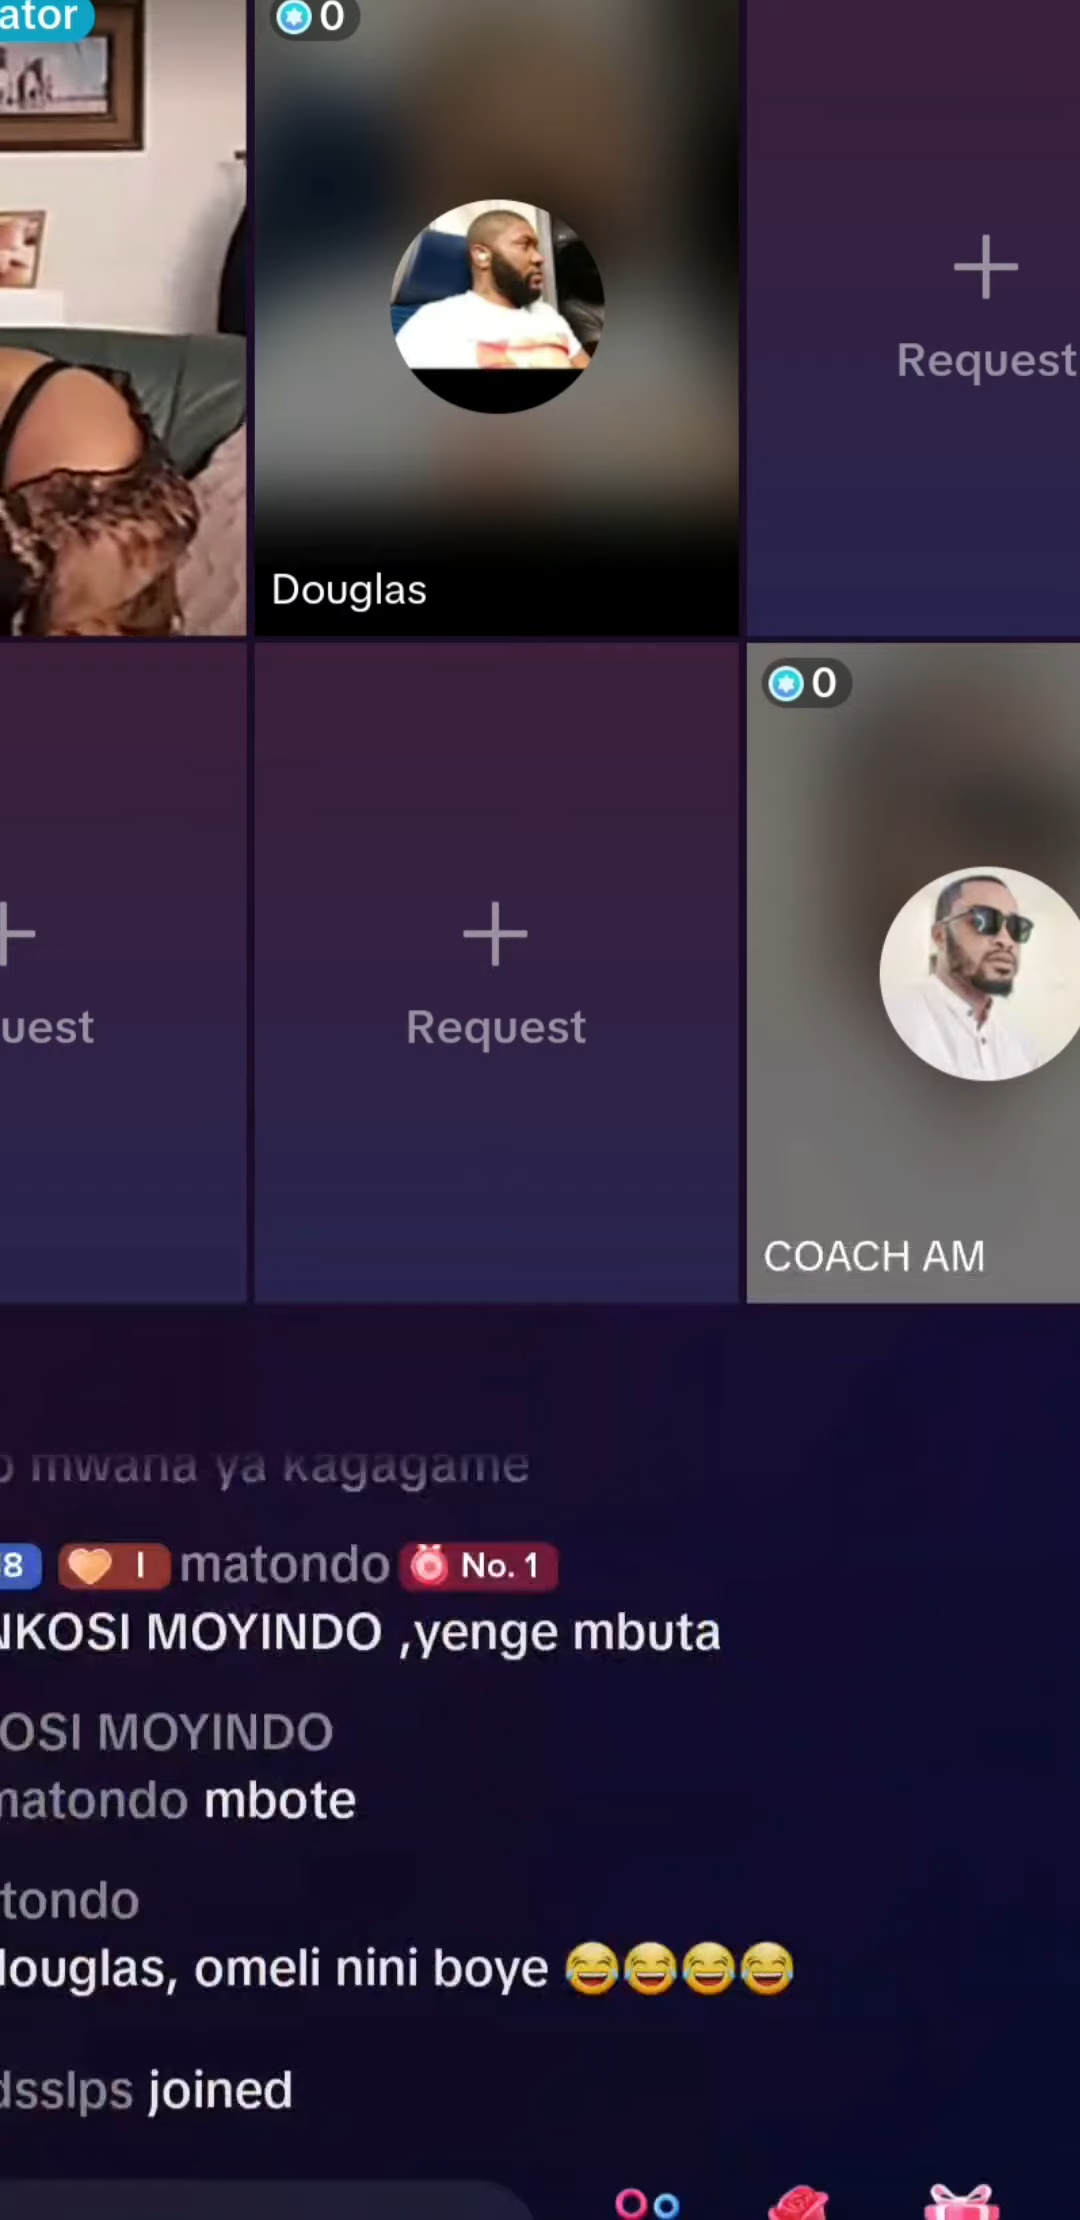 ator
0
Request
Douglas
0
uest
Request
COACH AM
mwana ya kagagame
8 I matondo No. 1
NKOSI MOYINDO ,yenge mbuta
OSI MOYINDO
matondo mbote
tondo
douglas, omeli nini boye 😂😂😂😂
dsslps joined